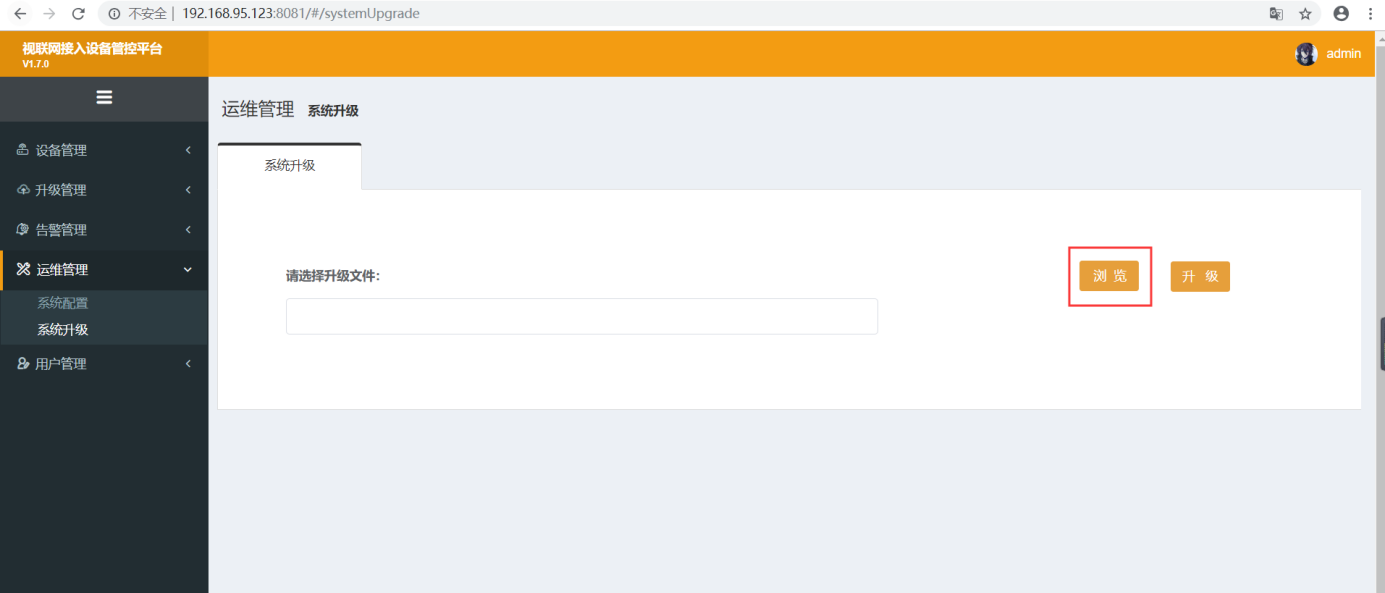 不安全 | 192.168.95.123:8081/#/systemUpgrade
视联网接入设备管控平台
V1.7.0
admin
运维管理 系统升级
设备管理
升级管理
告警管理
运维管理
系统配置
系统升级
用户管理
系统升级
请选择升级文件:
浏 览
升 级